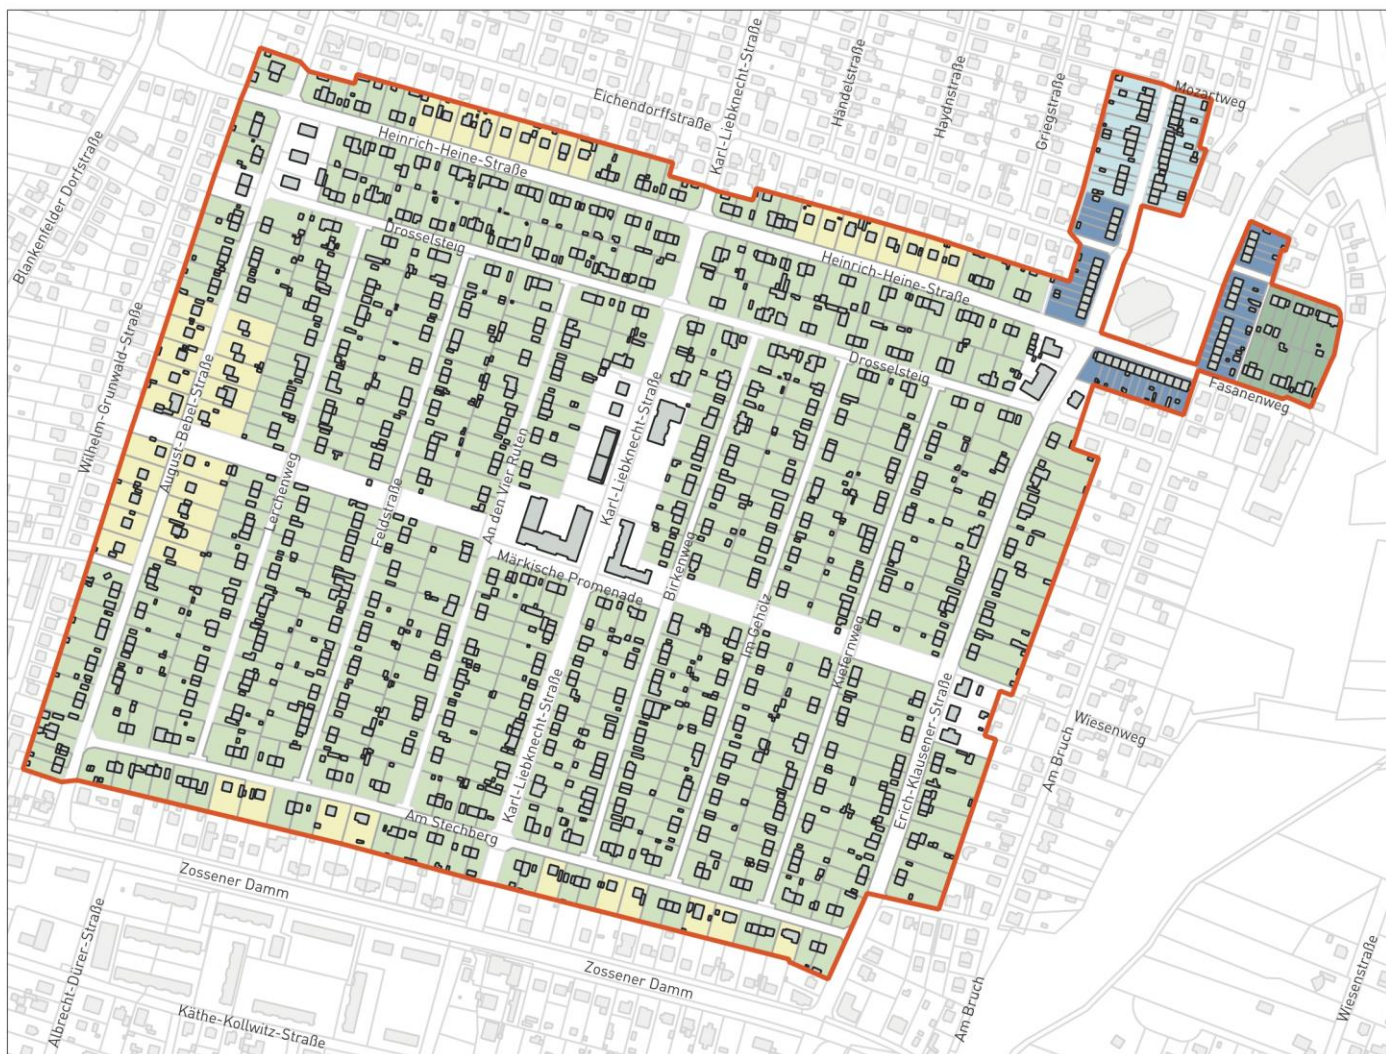 Mozartweg
Karl-Liebknecht-Straße
Händelstraße
Haydnstraße
Griegstraße
Eichendorffstraße
Blankenfelder Dorfstraße
Heinrich-Heine-Straße
Drosselsteig
Heinrich-Heine-Straße
Drosselsteig
Fasanenweg
Wilhelm-Grunwald-Straße
August-Bebel-Straße
Lerchenweg
Feldstraße
An den Vier Ruten
Karl-Liebknecht-Straße
Märkische Promenade
Birkenweg
Im Gehölz
Kiefernweg
Erich-Klausener-Straße
Wiesenweg
Am Bruch
Karl-Liebknecht-Straße
Am Stechberg
Zossener Damm
Zossener Damm
Albrecht-Dürer-Straße
Käthe-Kollwitz-Straße
Am Bruch
Wiesenstraße